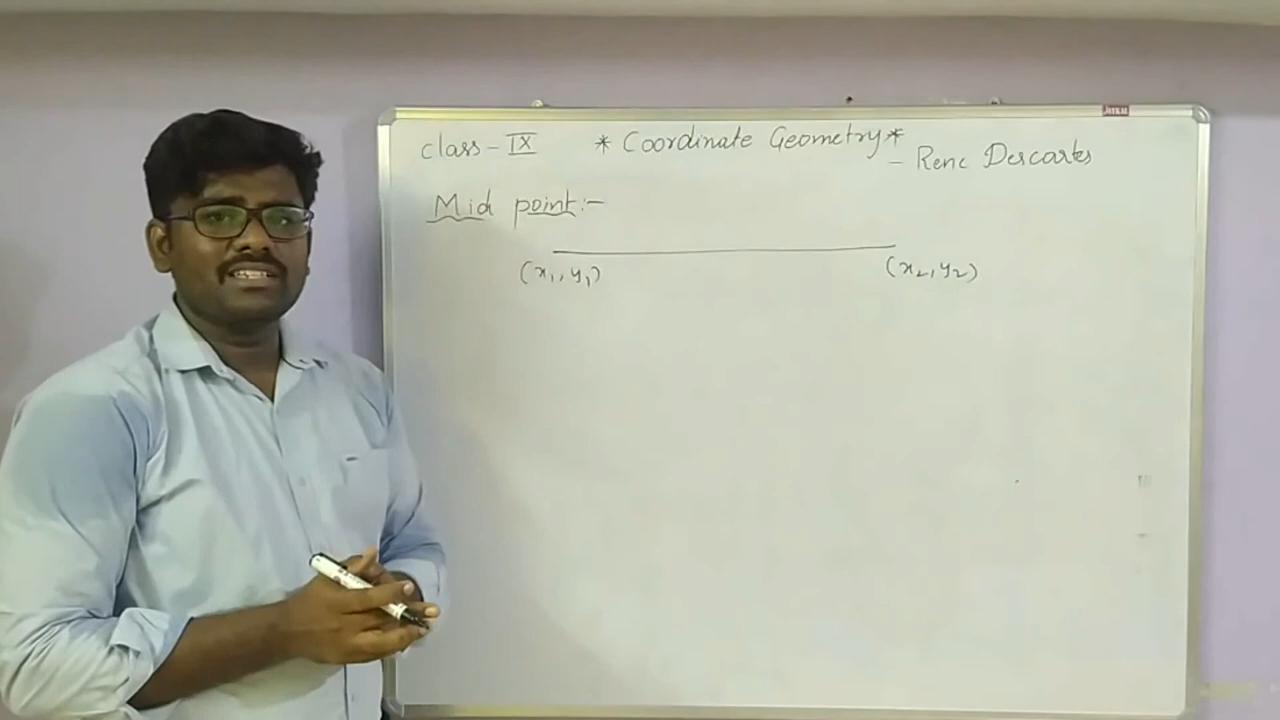 class - IX * Coordinate Geometry *
- Rene Descartes
Mid point :-
(x₁, y₁) (x₂, y₂)